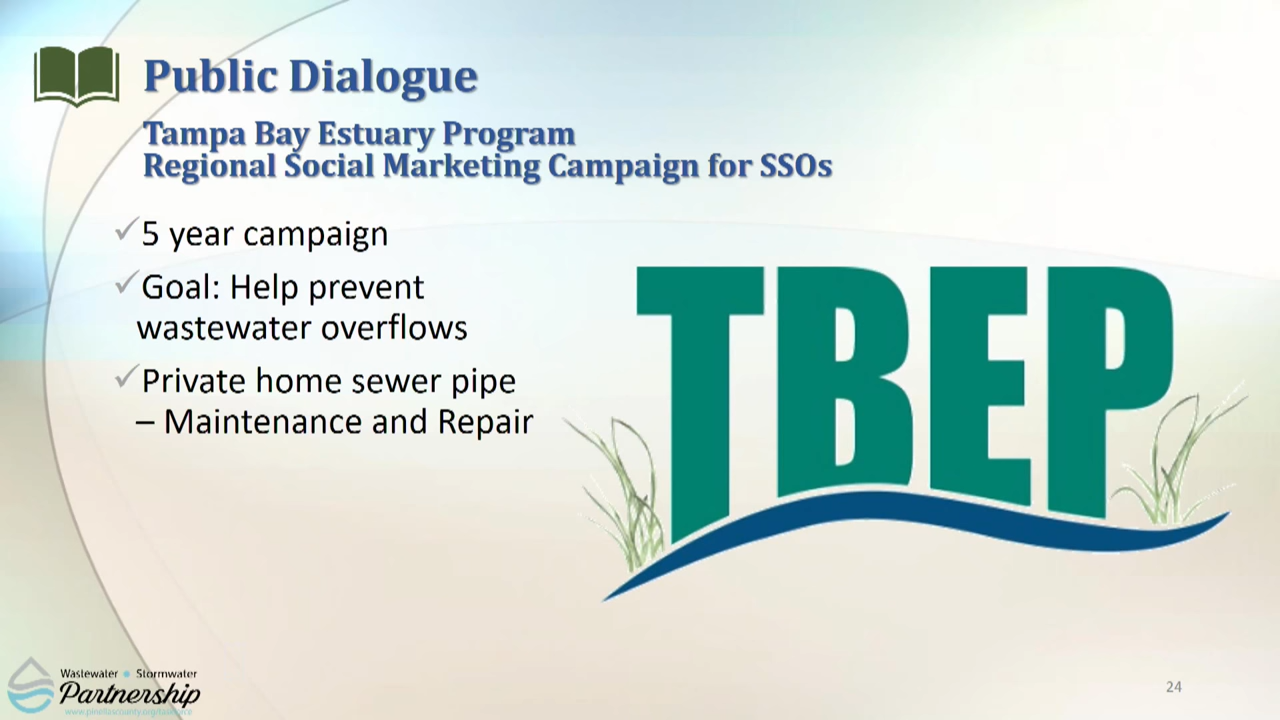 Public Dialogue
Tampa Bay Estuary Program
Regional Social Marketing Campaign for SSOs
✓5 year campaign
✓Goal: Help prevent
wastewater overflows
✓Private home sewer pipe
– Maintenance and Repair
TBEP
Wastewater • Stormwater
Partnership
24